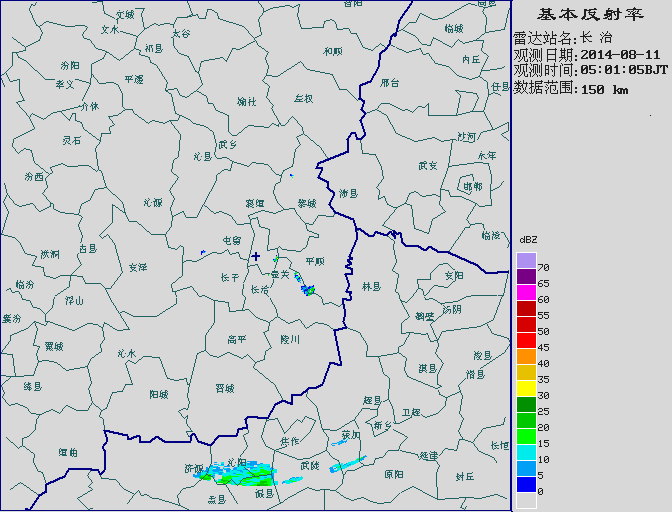 基本反射率
雷达站名:长 治
观测日期:2014-08-11
观测时间:05:01:05BJT
数据范围:150 km
dBZ
70
65
60
55
50
45
40
35
30
25
20
15
10
5
0
文城
太谷
文水
祁县
和顺
临城
内丘
汾阳
平遥
孝义
邢台
任县
介休
榆社
左权
灵石
武乡
沁县
沙河
永年
武安
邯郸
汾西
沁源
襄垣
黎城
涉县
屯留
临漳
洪洞
古县
安泽
平顺
壶关
长子
长治
林县
安阳
汤阴
临汾
浮山
襄汾
鹤壁
翼城
沁水
高平
陵川
淇县
浚县
滑县
绛县
阳城
晋城
辉县
卫辉
新乡
获加
焦作
垣曲
延津
长垣
济源
沁阳
武陟
原阳
封丘
孟县
温县